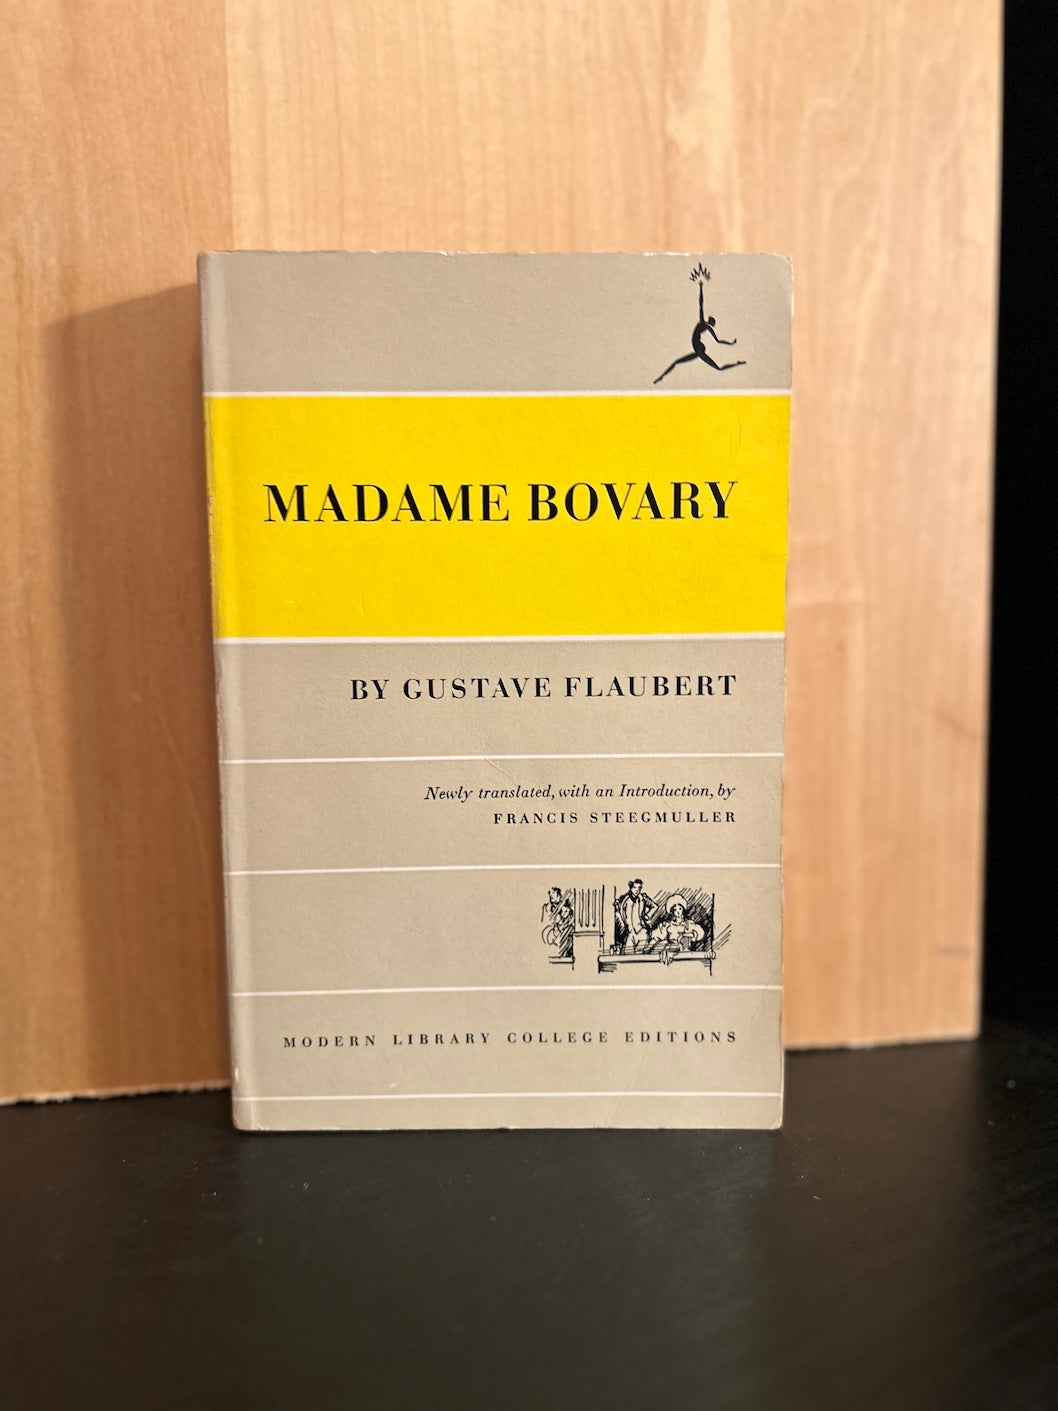 MADAME BOVARY
BY GUSTAVE FLAUBERT
Newly translated, with an Introduction, by
FRANCIS STEEGMULLER
MODERN LIBRARY COLLEGE EDITIONS